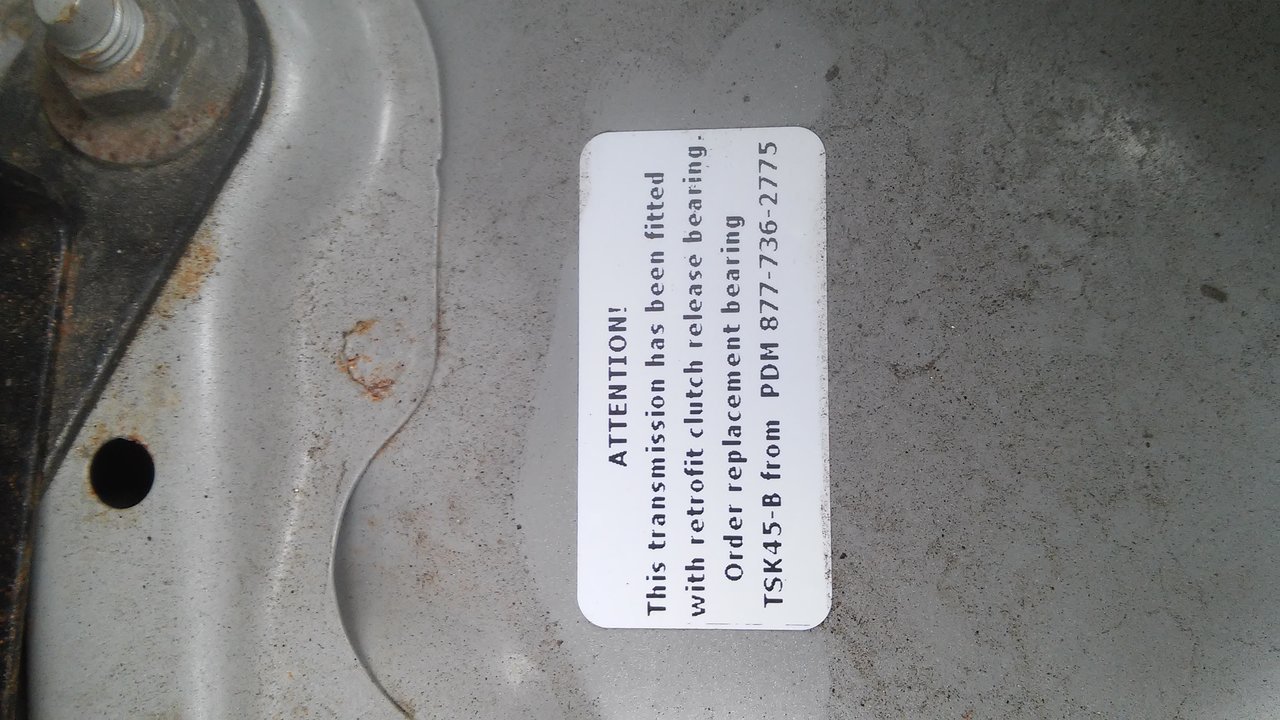 ATTENTION!
This transmission has been fitted
with retrofit clutch release bearing.
Order replacement bearing
TSK45-B from PDM 877-736-2775